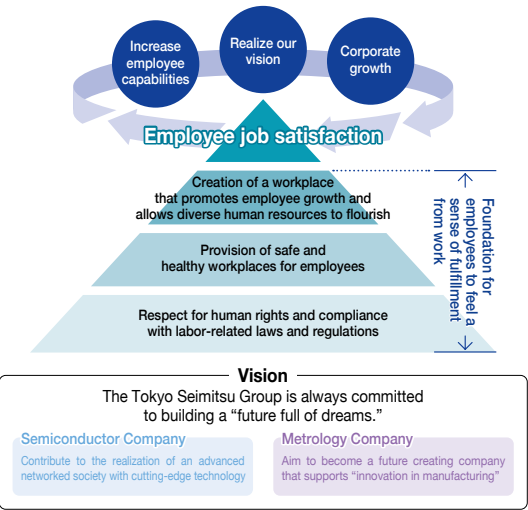 Increase
employee
capabilities
Realize our
vision
Corporate
growth
Employee job satisfaction
Creation of a workplace
that promotes employee growth and
allows diverse human resources to flourish
Provision of safe and
healthy workplaces for employees
Respect for human rights and compliance
with labor-related laws and regulations
Foundation for
employees to feel a
sense of fulfillment
from work
Vision
The Tokyo Seimitsu Group is always committed
to building a “future full of dreams.”
Semiconductor Company
Contribute to the realization of an advanced
networked society with cutting-edge technology
Metrology Company
Aim to become a future creating company
that supports “innovation in manufacturing”